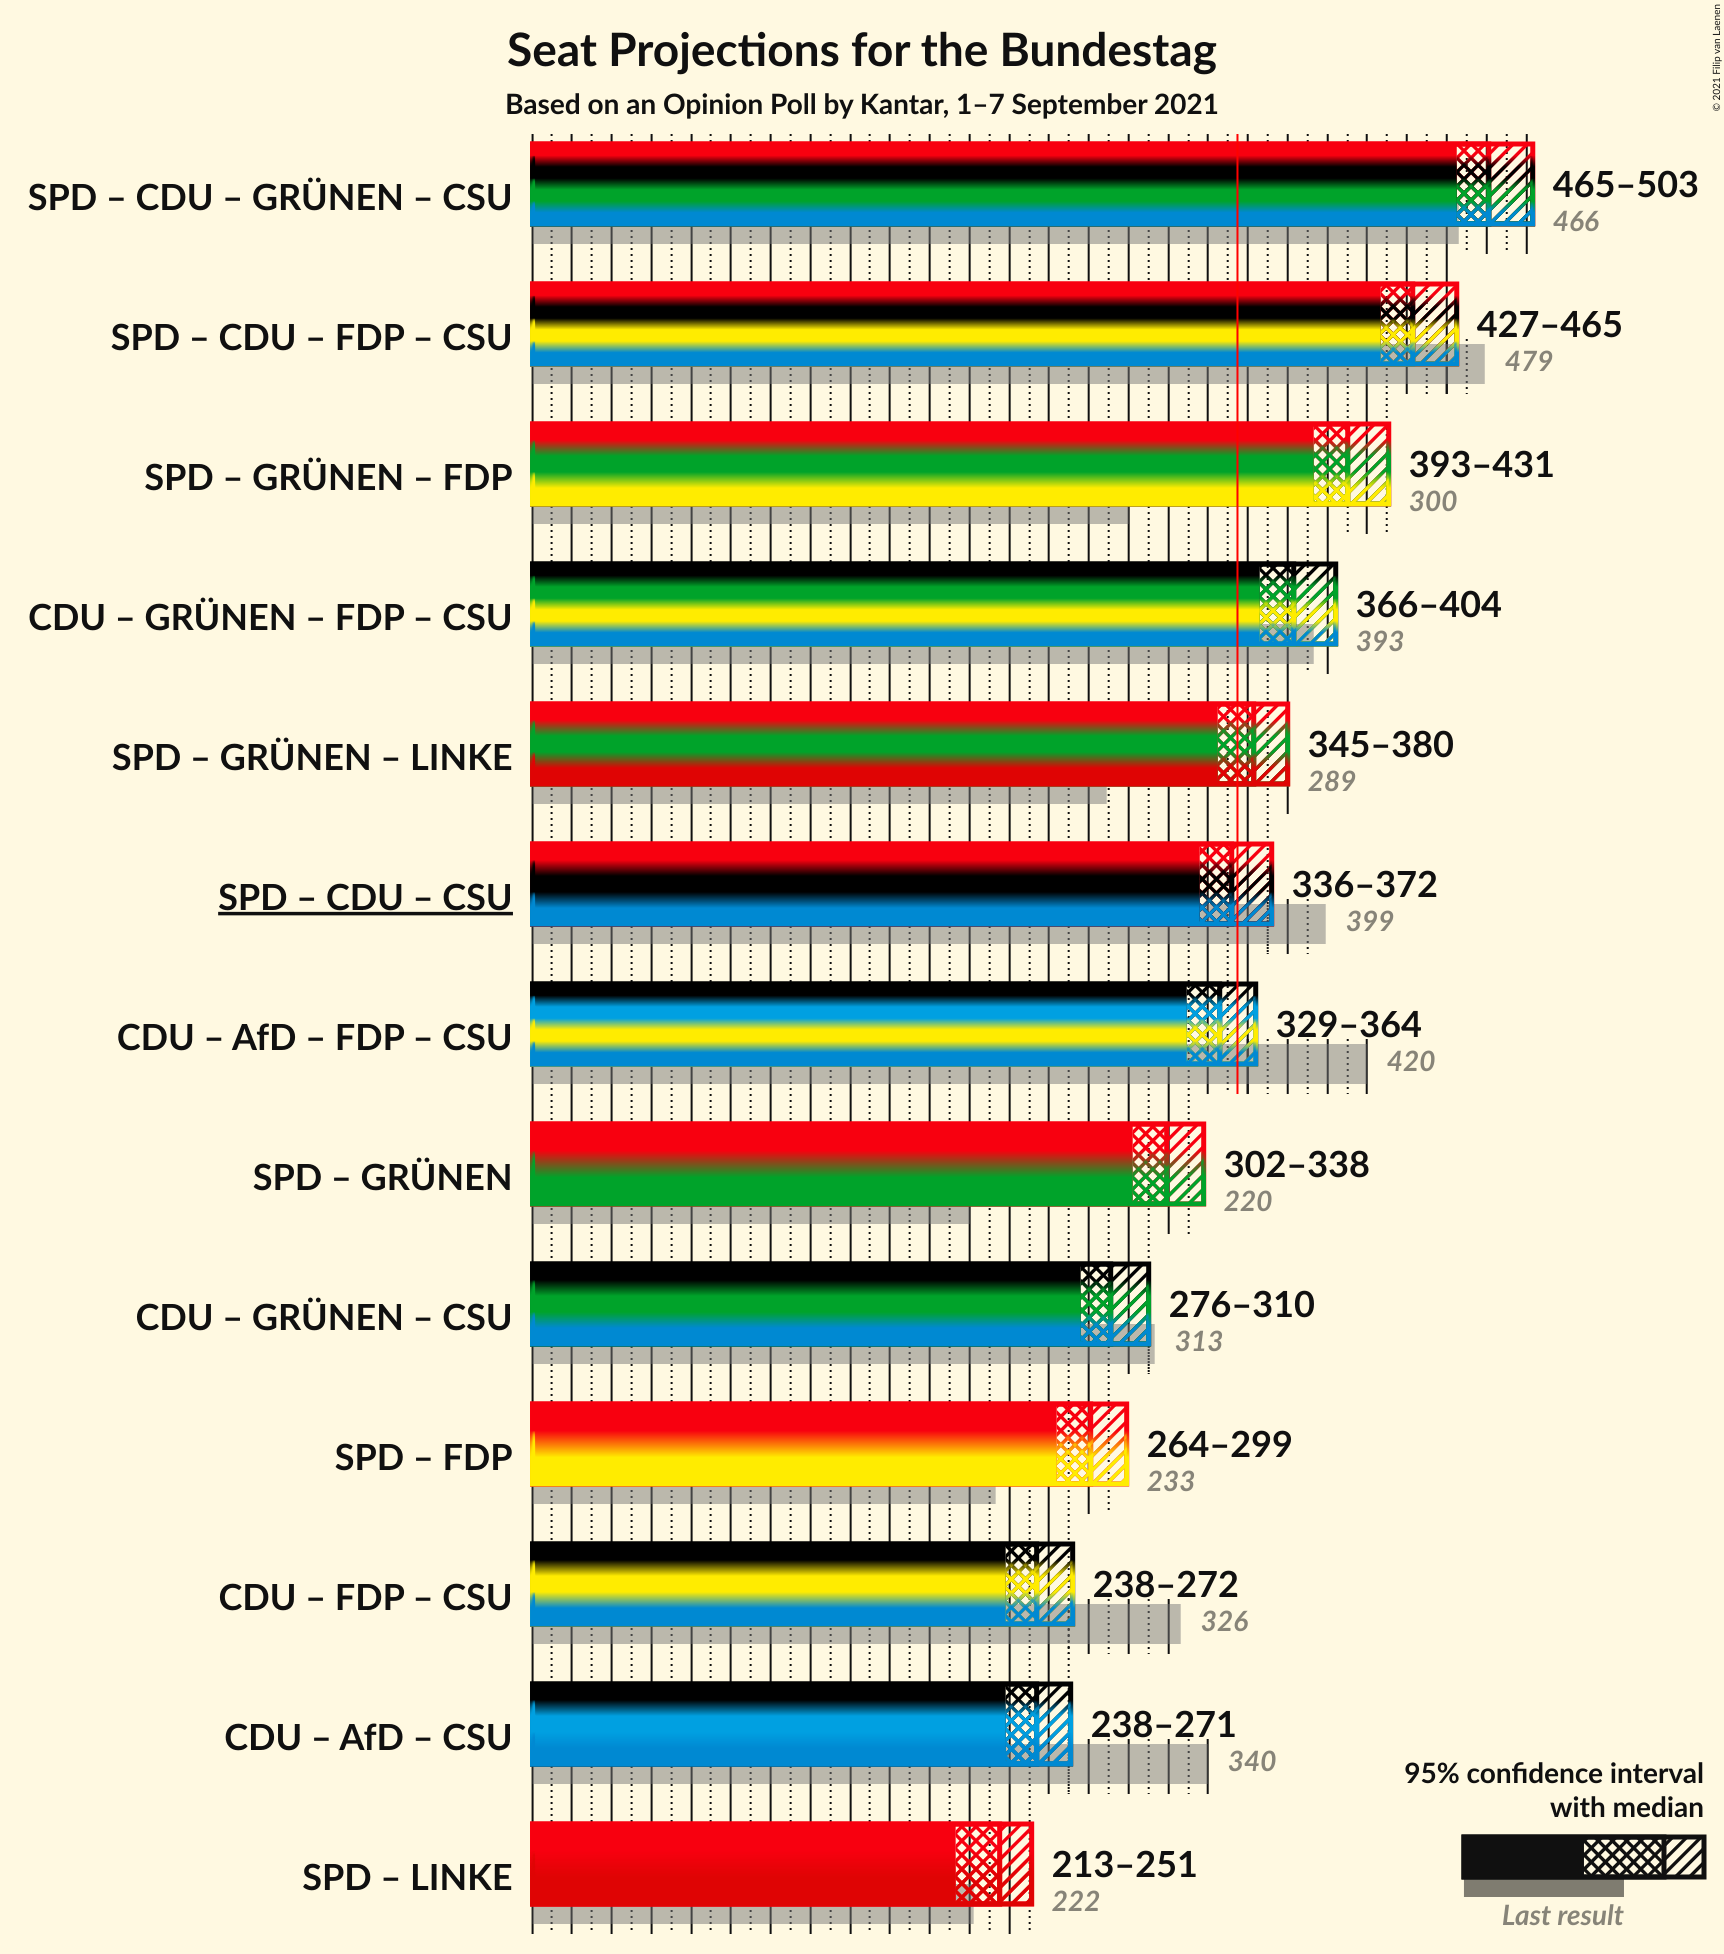 Seat Projections for the Bundestag
Based on an Opinion Poll by Kantar, 1–7 September 2021
© 2021 Filip van Laenen
SPD – CDU – GRÜNEN – CSU
465–503
466
SPD – CDU – FDP – CSU
427–465
479
SPD – GRÜNEN – FDP
393–431
300
CDU – GRÜNEN – FDP – CSU
366–404
393
SPD – GRÜNEN – LINKE
345–380
289
SPD – CDU – CSU
336–372
399
CDU – AfD – FDP – CSU
329–364
420
SPD – GRÜNEN
302–338
220
CDU – GRÜNEN – CSU
276–310
313
SPD – FDP
264–299
233
CDU – FDP – CSU
238–272
326
CDU – AfD – CSU
238–271
340
SPD – LINKE
213–251
222
95% confidence interval
with median
Last result